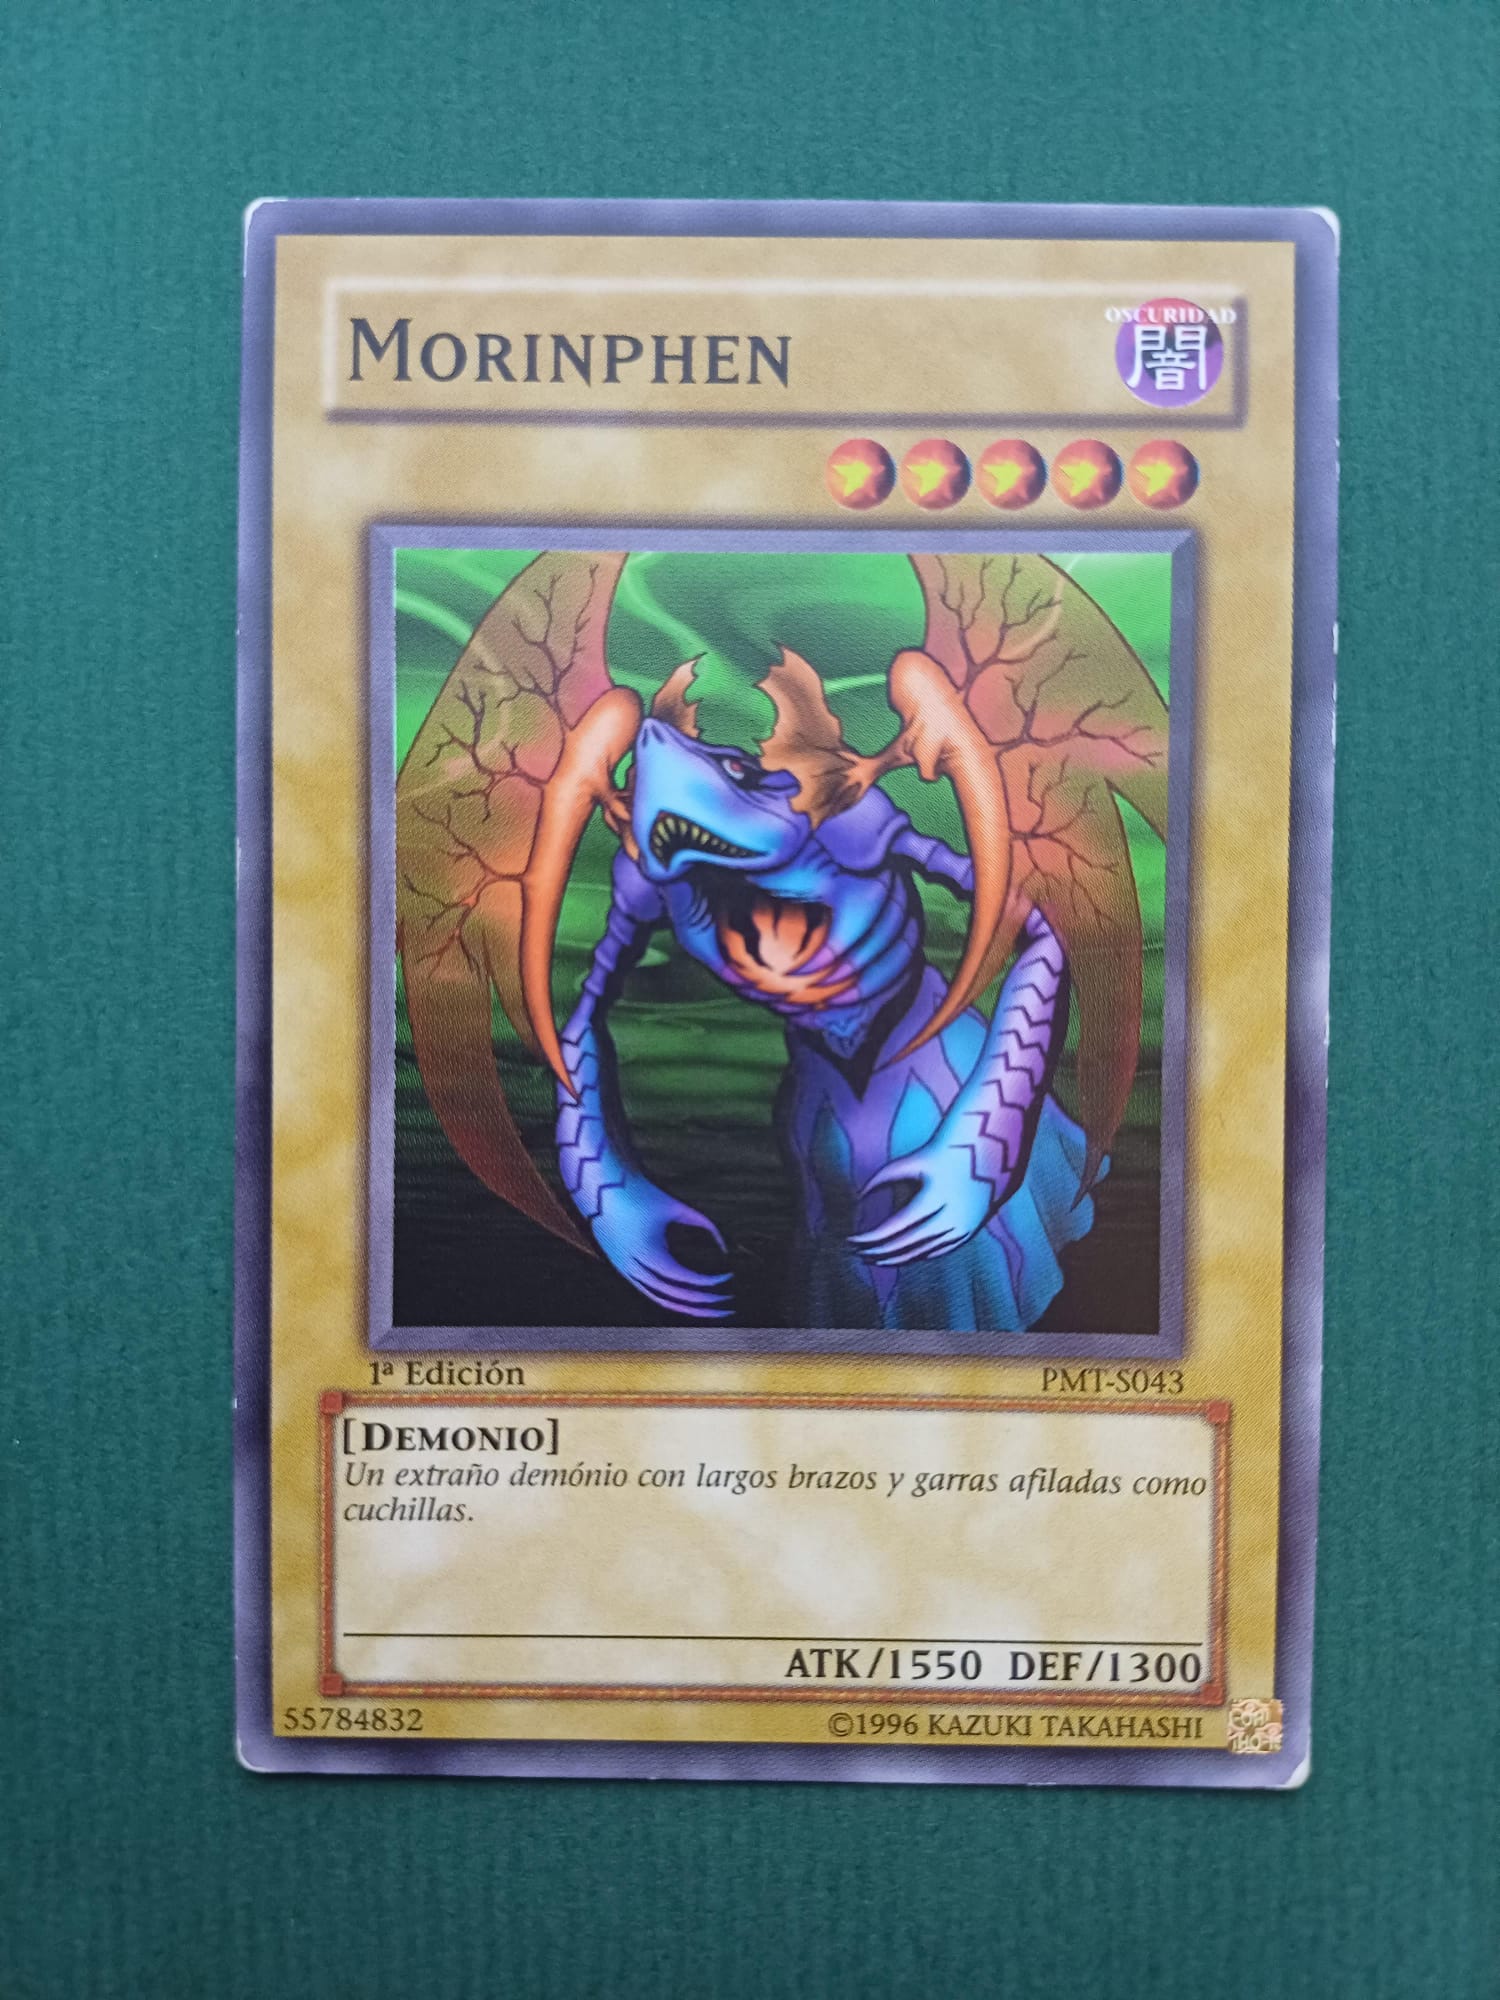 MORINPHEN
OSCURIDAD
闇
1ª Edición
PMT-S043
[DEMONIO]
Un extraño demónio con largos brazos y garras afiladas como
cuchillas.
ATK/1550 DEF/1300
55784832
©1996 KAZUKI TAKAHASHI